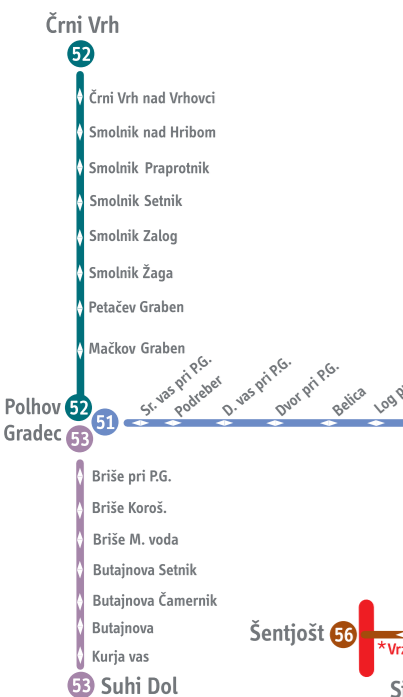 Črni Vrh
52
Črni Vrh nad Vrhovci
Smolnik nad Hribom
Smolnik Praprotnik
Smolnik Setnik
Smolnik Zalog
Smolnik Žaga
Petačev Graben
Mačkov Graben
Polhov
Gradec
52
51
53
Sr. vas pri P.G.
Podreber
D. vas pri P.G.
Dvor pri P.G.
Belica
Log
Briše pri P.G.
Briše Koroš.
Briše M. voda
Butajnova Setnik
Butajnova Čamernik
Butajnova
Kurja vas
53 Suhi Dol
Šentjošt 56